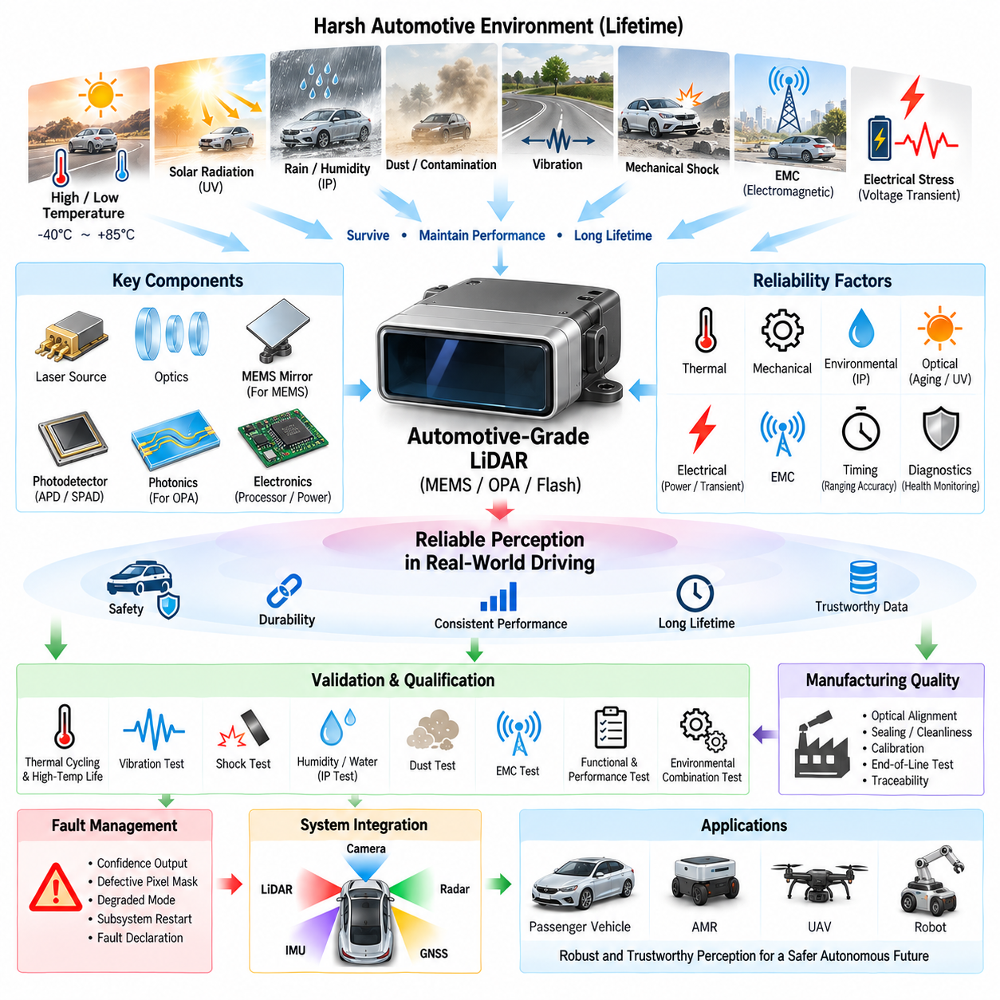 Harsh Automotive Environment (Lifetime)
High / Low
Temperature
-40°C ~ +85°C
Solar Radiation
(UV)
Rain / Humidity
(IP)
Dust / Contamination
Vibration
Mechanical Shock
EMC
(Electromagnetic)
Electrical Stress
(Voltage Transient)
Survive • Maintain Performance • Long Lifetime
Key Components
Laser Source
Optics
MEMS Mirror
(For MEMS)
Photodetector
(APD / SPAD)
Photonics
(For OPA)
Electronics
(Processor / Power)
Automotive-Grade
LiDAR
(MEMS / OPA / Flash)
Reliability Factors
Thermal
Mechanical
Environmental
(IP)
Optical
(Aging / UV)
Electrical
(Power / Transient)
EMC
Timing
(Ranging Accuracy)
Diagnostics
(Health Monitoring)
Reliable Perception
in Real-World Driving
Safety
Durability
Consistent Performance
Long Lifetime
Trustworthy Data
Validation & Qualification
Thermal Cycling
& High-Temp Life
Vibration Test
Shock Test
Humidity / Water
(IP Test)
Dust Test
EMC Test
Functional &
Performance Test
Environmental
Combination Test
Manufacturing Quality
• Optical Alignment
• Sealing / Cleanliness
• Calibration
• End-of-Line Test
• Traceability
Fault Management
• Confidence Output
• Defective Pixel Mask
• Degraded Mode
• Subsystem Restart
• Fault Declaration
System Integration
Camera
LiDAR
Radar
IMU
GNSS
Applications
Passenger Vehicle
AMR
UAV
Robot
Robust and Trustworthy Perception for a Safer Autonomous Future